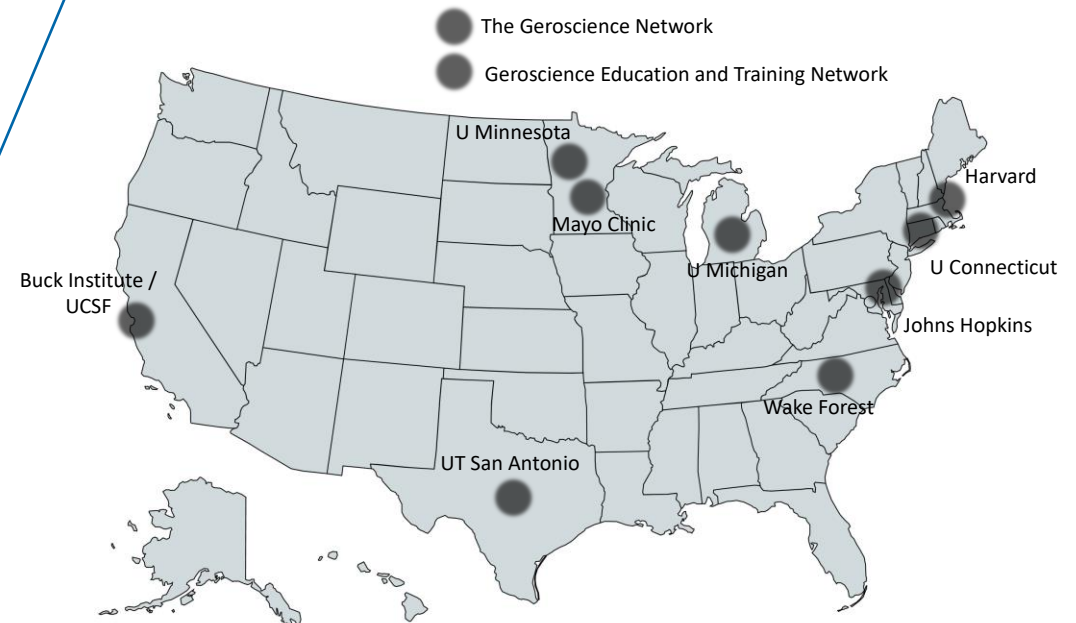 The Geroscience Network
Geroscience Education and Training Network
U Minnesota
Harvard
Mayo Clinic
U Michigan
U Connecticut
Buck Institute /
UCSF
Johns Hopkins
Wake Forest
UT San Antonio